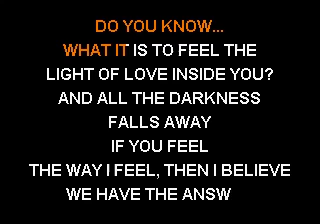 DO YOU KNOW...
WHAT IT IS TO FEEL THE
LIGHT OF LOVE INSIDE YOU?
AND ALL THE DARKNESS
FALLS AWAY
IF YOU FEEL
THE WAY I FEEL, THEN I BELIEVE
WE HAVE THE ANSW